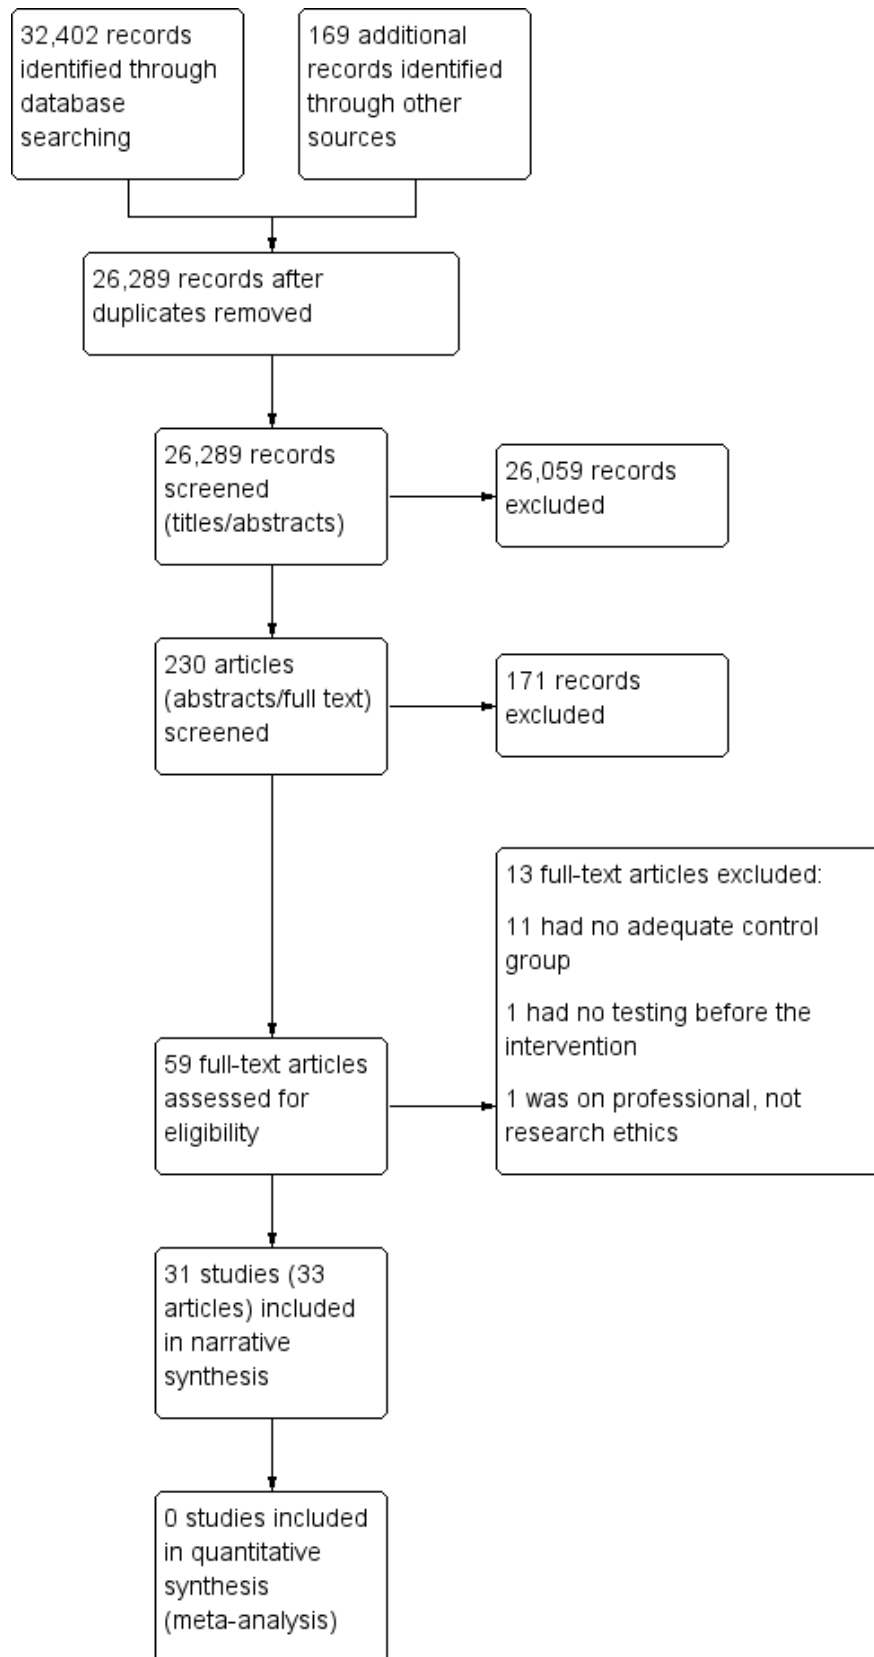 32,402 records
identified through
database
searching
169 additional
records identified
through other
sources
26,289 records after
duplicates removed
26,289 records
screened
(titles/abstracts)
26,059 records
excluded
230 articles
(abstracts/full text)
screened
171 records
excluded
13 full-text articles excluded:
11 had no adequate control
group
1 had no testing before the
intervention
1 was on professional, not
research ethics
59 full-text articles
assessed for
eligibility
31 studies (33
articles) included
in narrative
synthesis
0 studies included
in quantitative
synthesis
(meta-analysis)